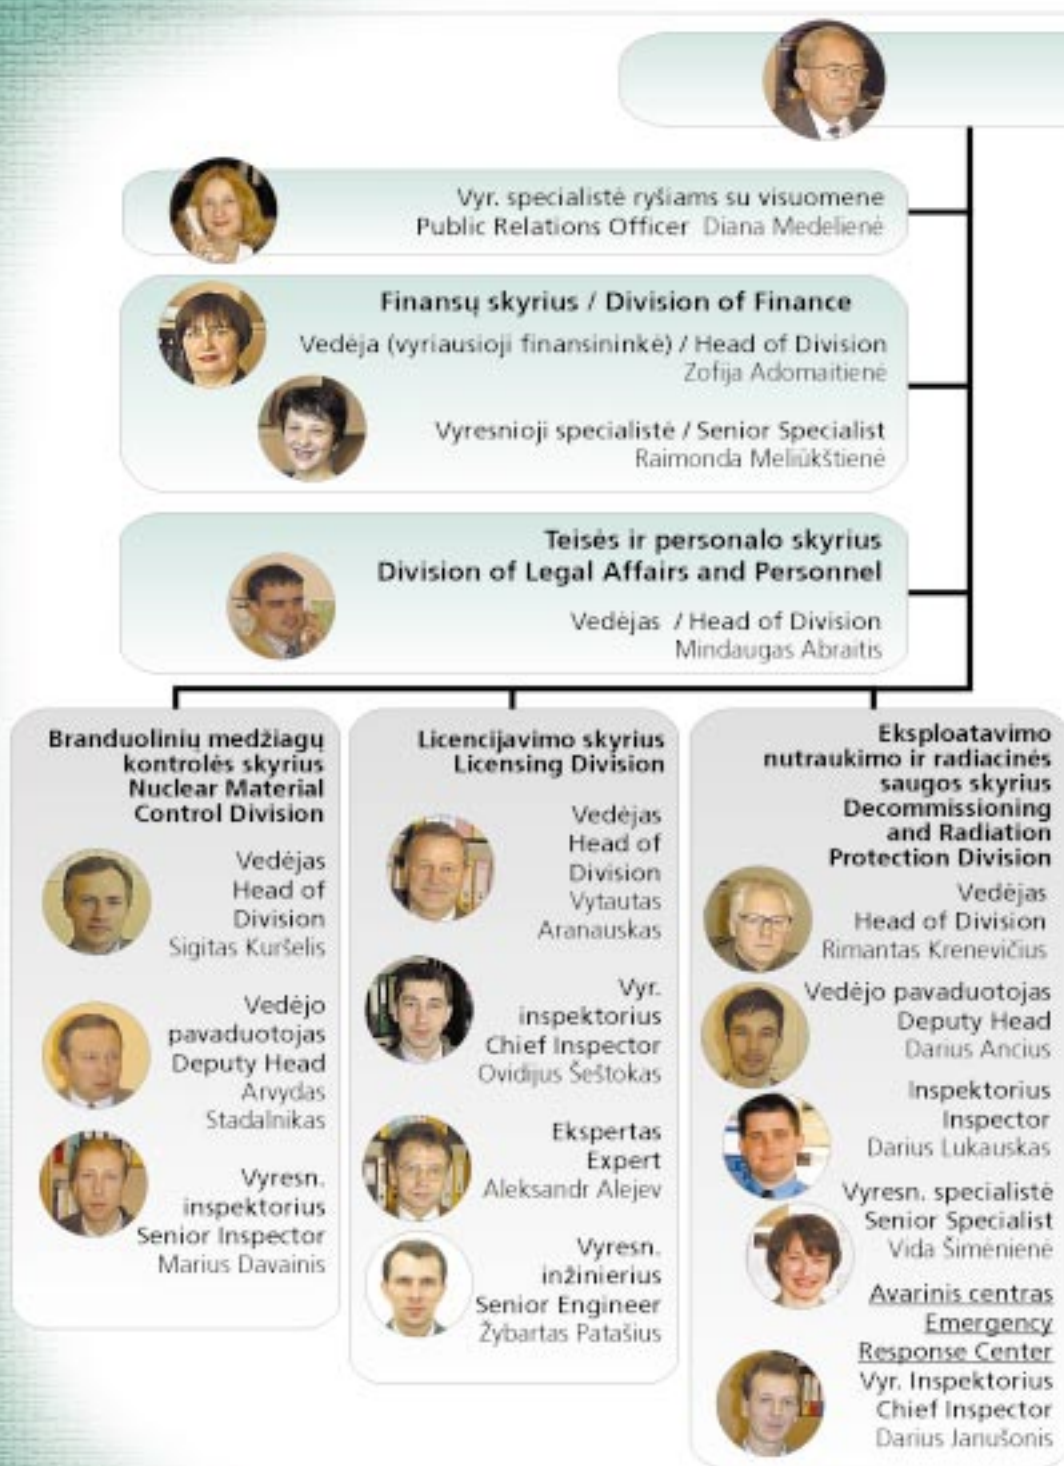 Vyr. specialistė ryšiams su visuomene
Public Relations Officer Diana Medelienė
Finansų skyrius / Division of Finance
Vedėja (vyriausioji finansininkė) / Head of Division
Zofija Adomaitienė
Vyresnioji specialistė / Senior Specialist
Raimonda Meliūkštienė
Teisės ir personalo skyrius
Division of Legal Affairs and Personnel
Vedėjas / Head of Division
Mindaugas Abraitis
Branduolinių medžiagų
kontrolės skyrius
Nuclear Material
Control Division
Vedėjas
Head of
Division
Sigitas Kuršelis
Vedėjo
pavaduotojas
Deputy Head
Arvydas
Stadalnikas
Vyresn.
inspektorius
Senior Inspector
Marius Davainis
Licencijavimo skyrius
Licensing Division
Vedėjas
Head of
Division
Vytautas
Aranauskas
Vyr.
inspektorius
Chief Inspector
Ovidijus Šeštokas
Ekspertas
Expert
Aleksandr Alejev
Vyresn.
inžinierius
Senior Engineer
Žybartas Patašius
Eksploatavimo
nutraukimo ir radiacinės
saugos skyrius
Decommissioning
and Radiation
Protection Division
Vedėjas
Head of Division
Rimantas Krenevičius
Vedėjo pavaduotojas
Deputy Head
Darius Ancius
Inspektorius
Inspector
Darius Lukauskas
Vyresn. specialistė
Senior Specialist
Vida Šimėnienė
Avarinis centras
Emergency
Response Center
Vyr. Inspektorius
Chief Inspector
Darius Janušonis